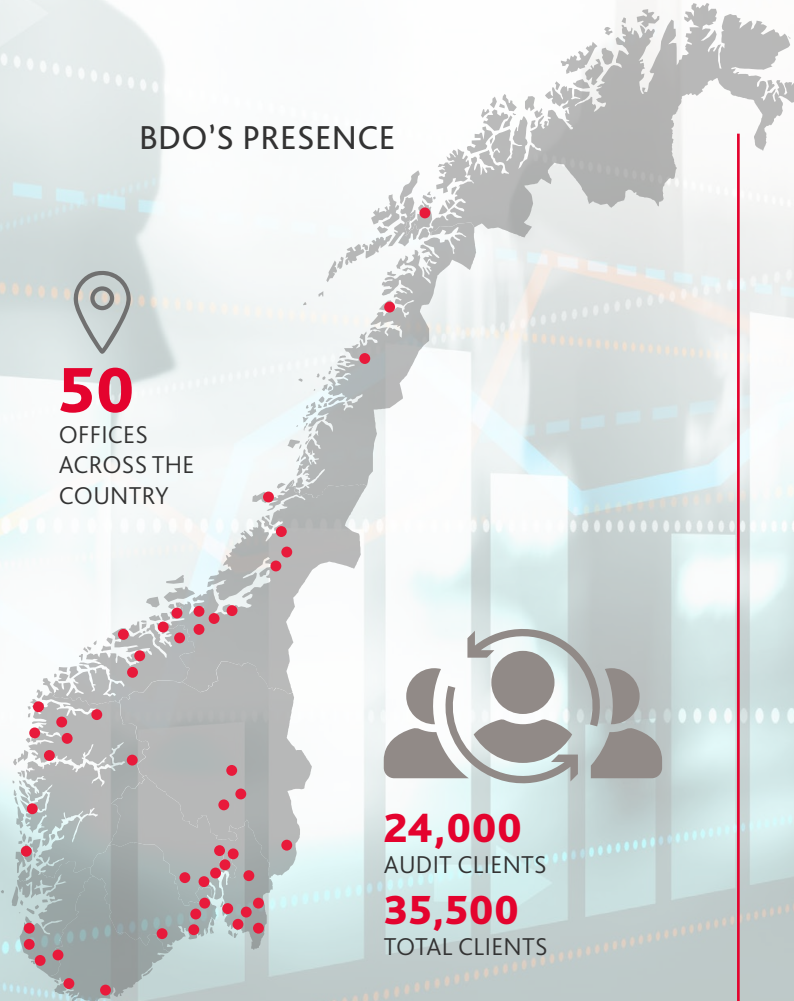 BDO’S PRESENCE
50
OFFICES
ACROSS THE
COUNTRY
24,000
AUDIT CLIENTS
35,500
TOTAL CLIENTS